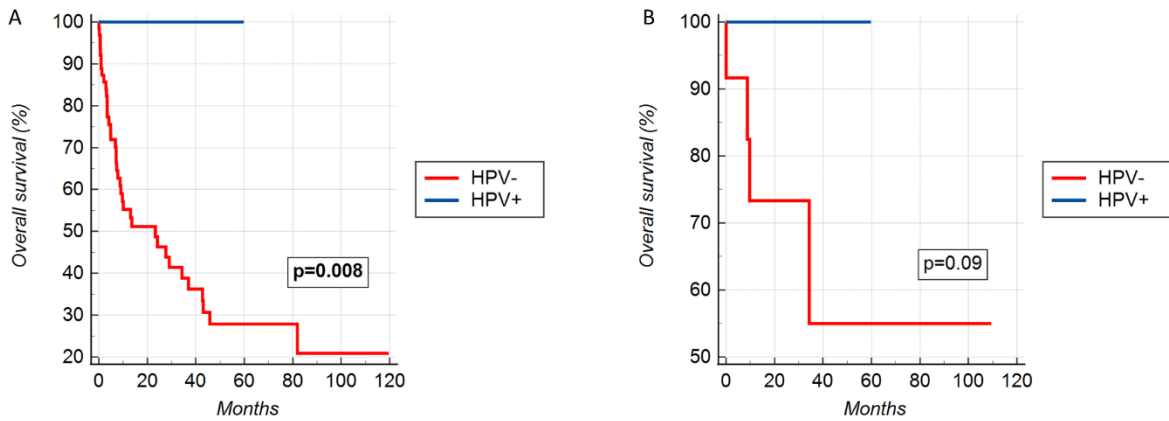 A
Overall survival (%)
100
90
80
70
60
50
40
30
20
0 20 40 60 80 100 120
Months
p=0.008
HPV-
HPV+
B
Overall survival (%)
100
90
80
70
60
50
0 20 40 60 80 100 120
Months
p=0.09
HPV-
HPV+